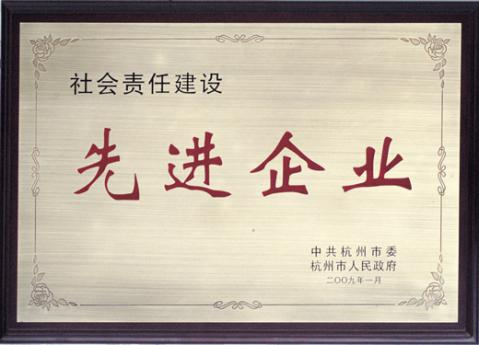 社会责任建设
先进企业
中共杭州市委
杭州市人民政府
二〇〇九年一月